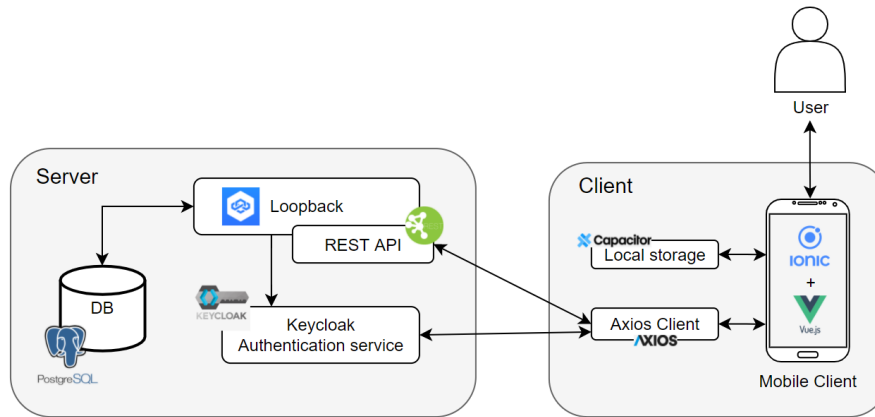 User
Server
Loopback
REST API
DB
PostgreSQL
KEYCLOAK
Keycloak
Authentication service
Client
Capacitor
Local storage
Axios Client
AXIOS
IONIC
+
Vue.js
Mobile Client